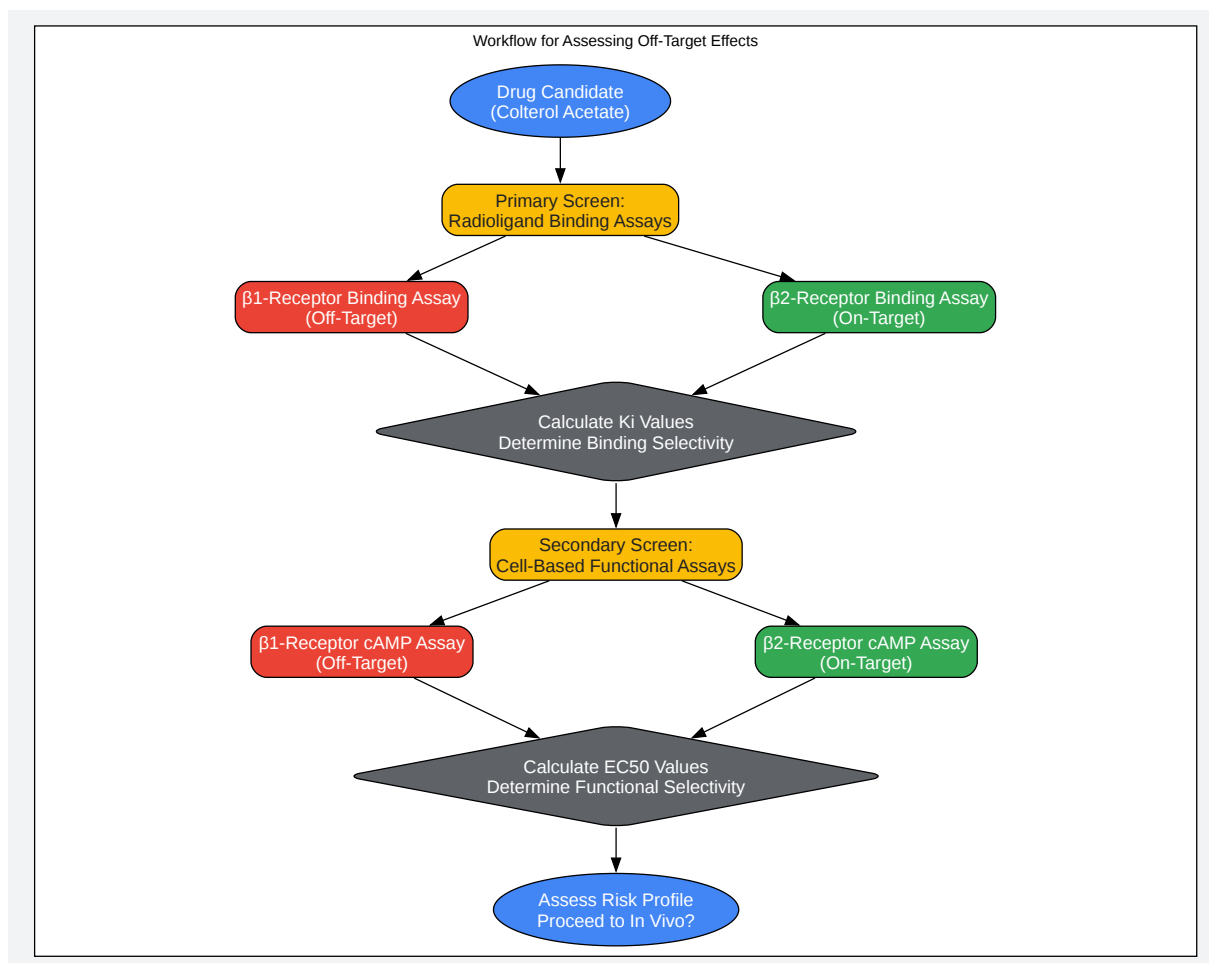 Workflow for Assessing Off-Target Effects
Drug Candidate
(Colterol Acetate)
Primary Screen:
Radioligand Binding Assays
β1-Receptor Binding Assay
(Off-Target)
β2-Receptor Binding Assay
(On-Target)
Calculate Ki Values
Determine Binding Selectivity
Secondary Screen:
Cell-Based Functional Assays
β1-Receptor cAMP Assay
(Off-Target)
β2-Receptor cAMP Assay
(On-Target)
Calculate EC50 Values
Determine Functional Selectivity
Assess Risk Profile
Proceed to In Vivo?